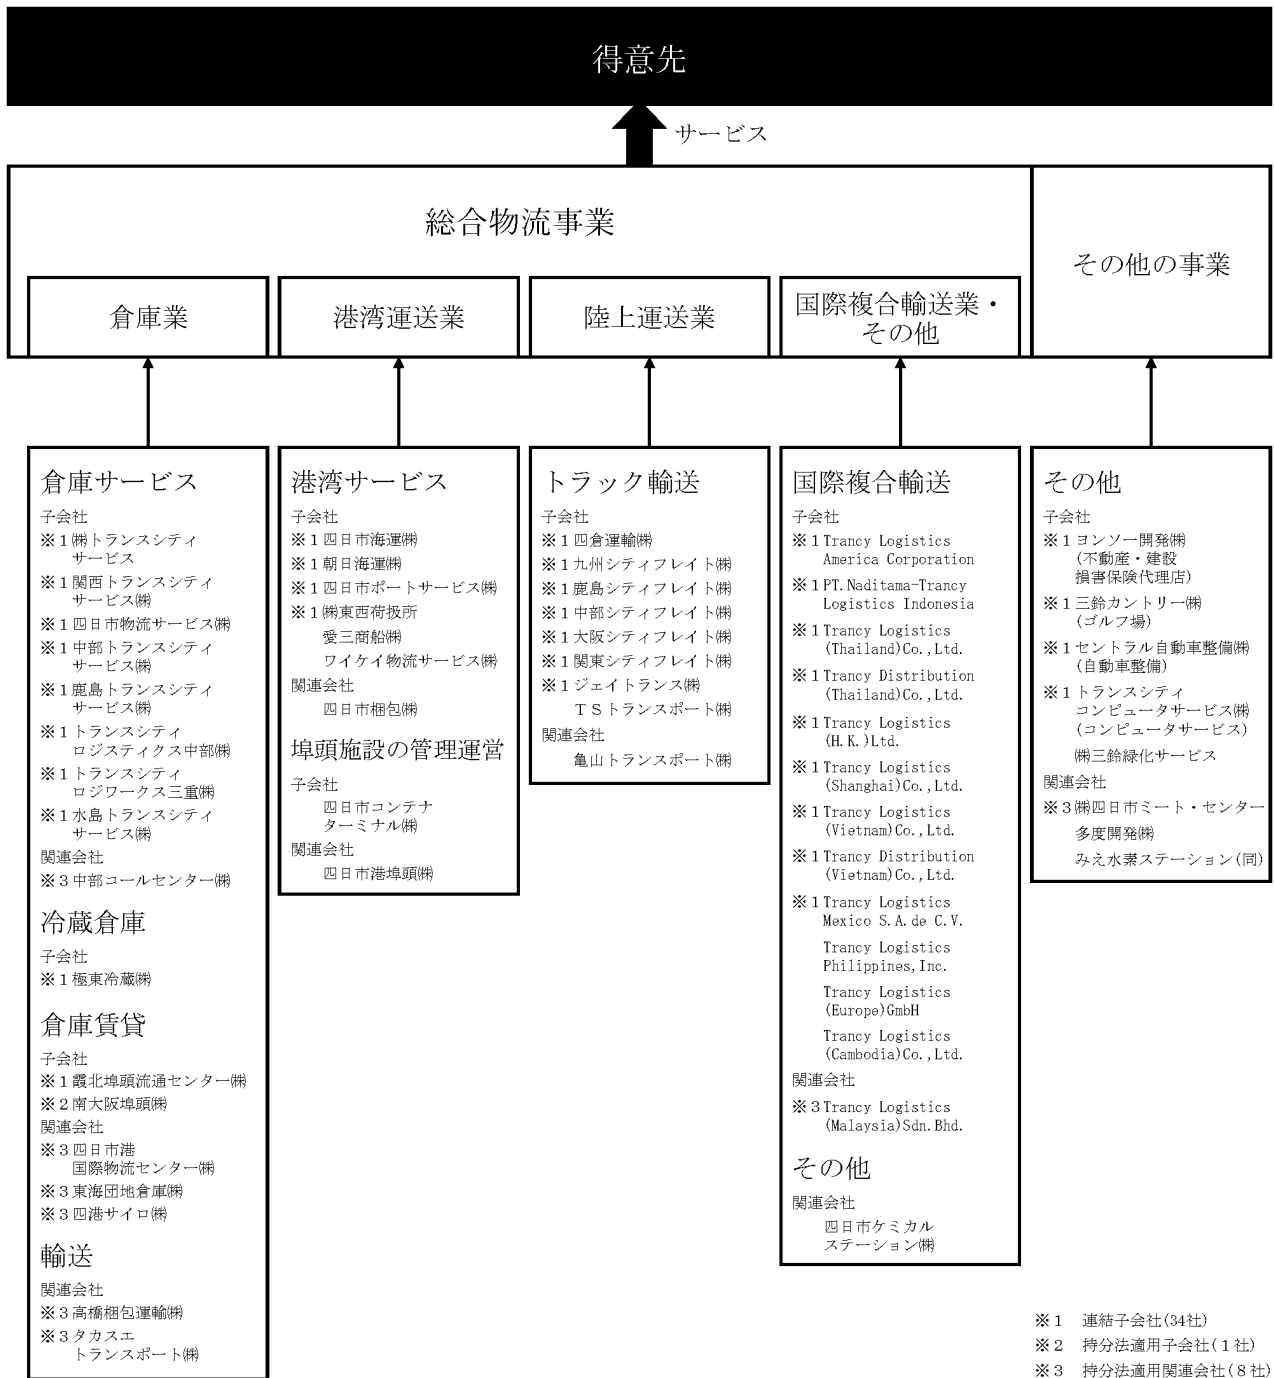 得意先
サービス
総合物流事業
その他の事業
倉庫業
港湾運送業
陸上運送業
国際複合輸送業・
その他
倉庫サービス
子会社
※1㈱トランスシティ
サービス
※1関西トランスシティ
サービス㈱
※1四日市物流サービス㈱
※1中部トランスシティ
サービス㈱
※1鹿島トランスシティ
サービス㈱
※1トランスシティ
ロジスティクス中部㈱
※1トランスシティ
ロジワークス三重㈱
※1水島トランスシティ
サービス㈱
関連会社
※3中部コールセンター㈱
冷蔵倉庫
子会社
※1極東冷蔵㈱
倉庫賃貸
子会社
※1霞北埠頭流通センター㈱
※2南大阪埠頭㈱
関連会社
※3四日市港
国際物流センター㈱
※3東海団地倉庫㈱
※3四港サイロ㈱
輸送
関連会社
※3高橋梱包運輸㈱
※3タカスエ
トランスポート㈱
港湾サービス
子会社
※1四日市海運㈱
※1朝日海運㈱
※1四日市ポートサービス㈱
※1㈱東西荷扱所
愛三商船㈱
ワイケイ物流サービス㈱
関連会社
四日市梱包㈱
埠頭施設の管理運営
子会社
四日市コンテナ
ターミナル㈱
関連会社
四日市港埠頭㈱
トラック輸送
子会社
※1四倉運輸㈱
※1九州シティフレイト㈱
※1鹿島シティフレイト㈱
※1中部シティフレイト㈱
※1大阪シティフレイト㈱
※1関東シティフレイト㈱
※1ジェイトランス㈱
TSトランスポート㈱
関連会社
亀山トランスポート㈱
国際複合輸送
子会社
※1Trancy Logistics
America Corporation
※1PT.Naditama-Trancy
Logistics Indonesia
※1Trancy Logistics
(Thailand)Co.,Ltd.
※1Trancy Distribution
(Thailand)Co.,Ltd.
※1Trancy Logistics
(H.K.)Ltd.
※1Trancy Logistics
(Shanghai)Co.,Ltd.
※1Trancy Logistics
(Vietnam)Co.,Ltd.
※1Trancy Distribution
(Vietnam)Co.,Ltd.
※1Trancy Logistics
Mexico S.A.de C.V.
Trancy Logistics
Philippines,Inc.
Trancy Logistics
(Europe)GmbH
Trancy Logistics
(Cambodia)Co.,Ltd.
関連会社
※3Trancy Logistics
(Malaysia)Sdn.Bhd.
その他
関連会社
四日市ケミカル
ステーション㈱
その他
子会社
※1ヨンソー開発㈱
(不動産・建設
損害保険代理店)
※1三鈴カントリー㈱
(ゴルフ場)
※1セントラル自動車整備㈱
(自動車整備)
※1トランスシティ
コンピュータサービス㈱
(コンピュータサービス)
㈱三鈴緑化サービス
関連会社
※3㈱四日市ミート・センター
多度開発㈱
みえ水素ステーション(同)
※1 連結子会社(34社)
※2 持分法適用子会社(1社)
※3 持分法適用関連会社(8社)